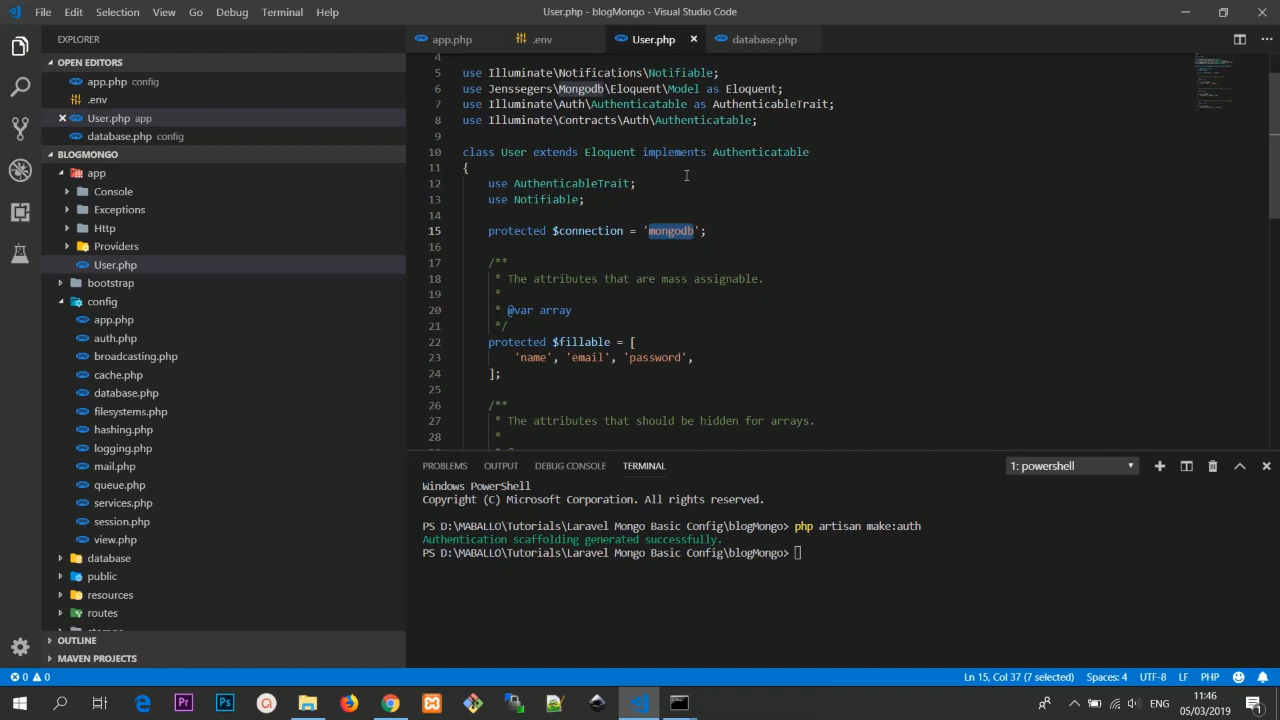 File Edit Selection View Go Debug Terminal Help
User.php - blogMongo - Visual Studio Code
EXPLORER
OPEN EDITORS
app.php config
.env
User.php app
database.php config
BLOGMONGO
app
Console
Exceptions
Http
Providers
User.php
bootstrap
config
app.php
auth.php
broadcasting.php
cache.php
database.php
filesystems.php
hashing.php
logging.php
mail.php
queue.php
services.php
session.php
view.php
database
public
resources
routes
OUTLINE
MAVEN PROJECTS
app.php .env User.php database.php
4
5 use Illuminate\Notifications\Notifiable;
6 use Jenssegers\Mongodb\Eloquent\Model as Eloquent;
7 use Illuminate\Auth\Authenticatable as AuthenticableTrait;
8 use Illuminate\Contracts\Auth\Authenticatable;
9
10 class User extends Eloquent implements Authenticatable
11 {
12 use AuthenticableTrait;
13 use Notifiable;
14
15 protected $connection = 'mongodb';
16
17 /**
18 * The attributes that are mass assignable.
19 *
20 * @var array
21 */
22 protected $fillable = [
23 'name', 'email', 'password',
24 ];
25
26 /**
27 * The attributes that should be hidden for arrays.
28 *
PROBLEMS OUTPUT DEBUG CONSOLE TERMINAL
1: powershell
Windows PowerShell
Copyright (C) Microsoft Corporation. All rights reserved.
PS D:\MABALLO\Tutorials\Laravel Mongo Basic Config\blogMongo> php artisan make:auth
Authentication scaffolding generated successfully.
PS D:\MABALLO\Tutorials\Laravel Mongo Basic Config\blogMongo>
0 0
Ln 15, Col 37 (7 selected) Spaces: 4 UTF-8 LF PHP
Pr Ps
ENG
11:46
05/03/2019
1